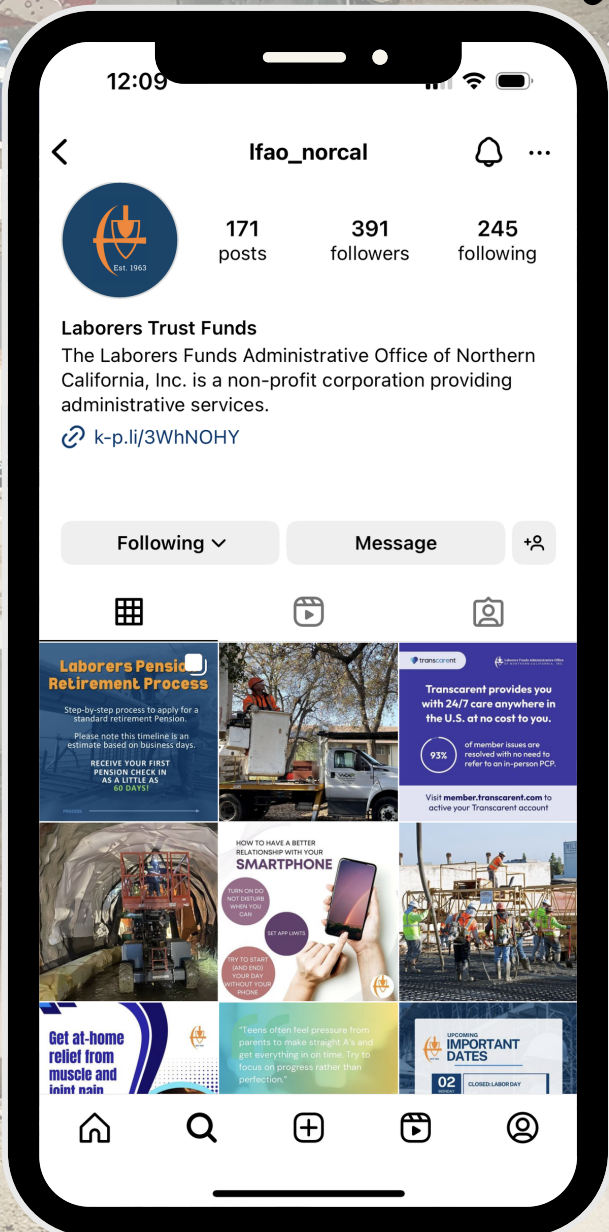 12:09
lfao_norcal
171
posts
391
followers
245
following
Est. 1963
Laborers Trust Funds
The Laborers Funds Administrative Office of Northern
California, Inc. is a non-profit corporation providing
administrative services.
k-p.li/3WhNOHY
Following
Message
Laborers Pension
Retirement Process
Step-by-step process to apply for a
standard retirement Pension.
Please note this timeline is an
estimate based on business days.
RECEIVE YOUR FIRST
PENSION CHECK IN
AS A LITTLE AS
60 DAYS!
PROCESS
transcarent
Laborers Funds Administrative Office
OF NORTHERN CALIFORNIA, INC.
Transcarent provides you
with 24/7 care anywhere in
the U.S. at no cost to you.
93%
of member issues are
resolved with no need to
refer to an in-person PCP.
Visit member.transcarent.com to
active your Transcarent account
HOW TO HAVE A BETTER
RELATIONSHIP WITH YOUR
SMARTPHONE
TURN ON DO
NOT DISTURB
WHEN YOU
CAN
SET APP LIMITS
TRY TO START
(AND END)
YOUR DAY
WITHOUT YOUR
PHONE
Get at-home
relief from
muscle and
joint pain
"Teens often feel pressure from
parents to make straight A's and
get everything in on time. Try to
focus on progress rather than
perfection."
UPCOMING
IMPORTANT
DATES
02
MONDAY
CLOSED: LABOR DAY